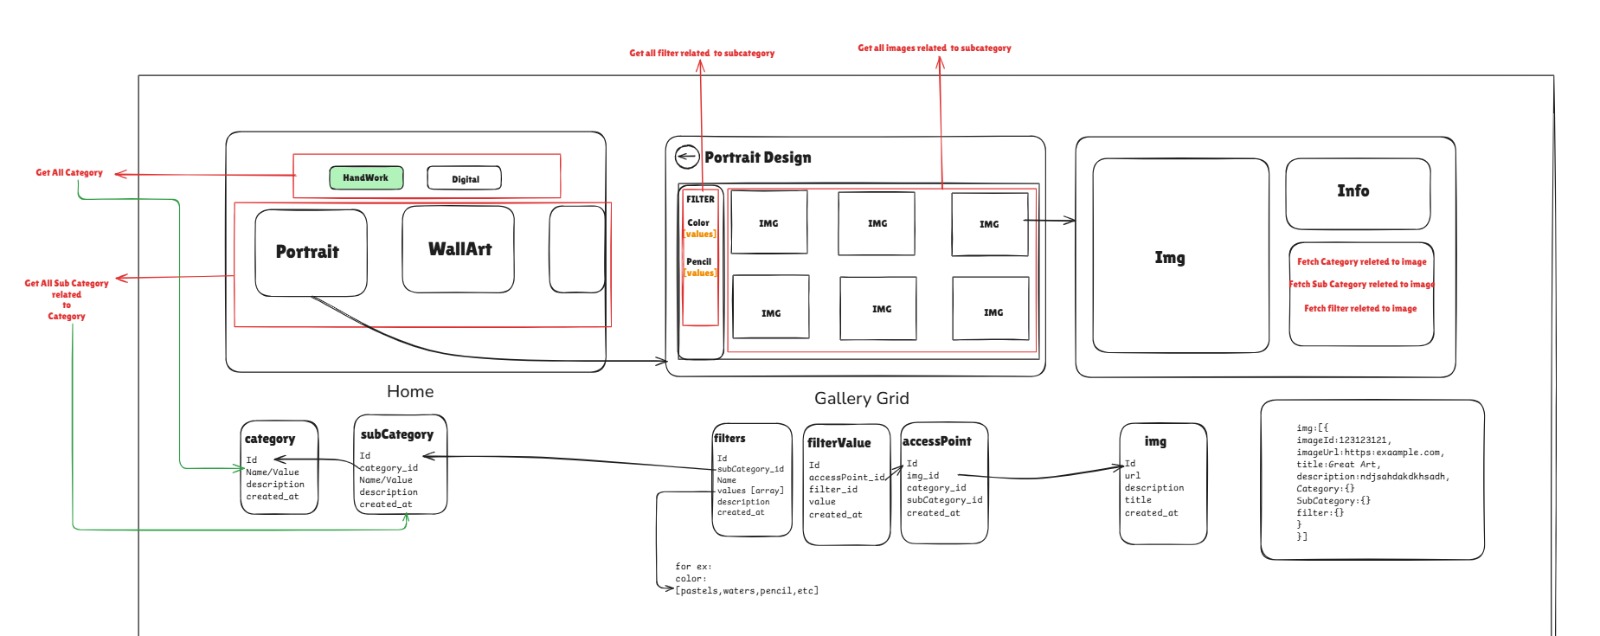 Get all filter related to subcategory
Get all images related to subcategory
Get All Category
HandWork
Digital
Portrait
WallArt
Get All Sub Category
related
to
Category
Home
Portrait Design
FILTER
Color
[values]
Pencil
[values]
IMG
IMG
IMG
IMG
IMG
IMG
Gallery Grid
Img
Info
Fetch Category releted to image
Fetch Sub Category releted to image
Fetch filter releted to image
category
Id
Name/Value
description
created_at
subCategory
Id
category_id
Name/Value
description
created_at
filters
Id
subCategory_id
Name
values [array]
description
created_at
for ex:
color:
[pastels,waters,pencil,etc]
filterValue
Id
accessPoint_id
filter_id
value
created_at
accessPoint
Id
img_id
category_id
subCategory_id
created_at
img
Id
url
description
title
created_at
img:[{
imageId:123123121,
imageUrl:https:exaample.com,
title:Great Art,
description:ndjsahdakdkhsadh,
Category:{}
SubCategory:{}
filter:{}
}
}]